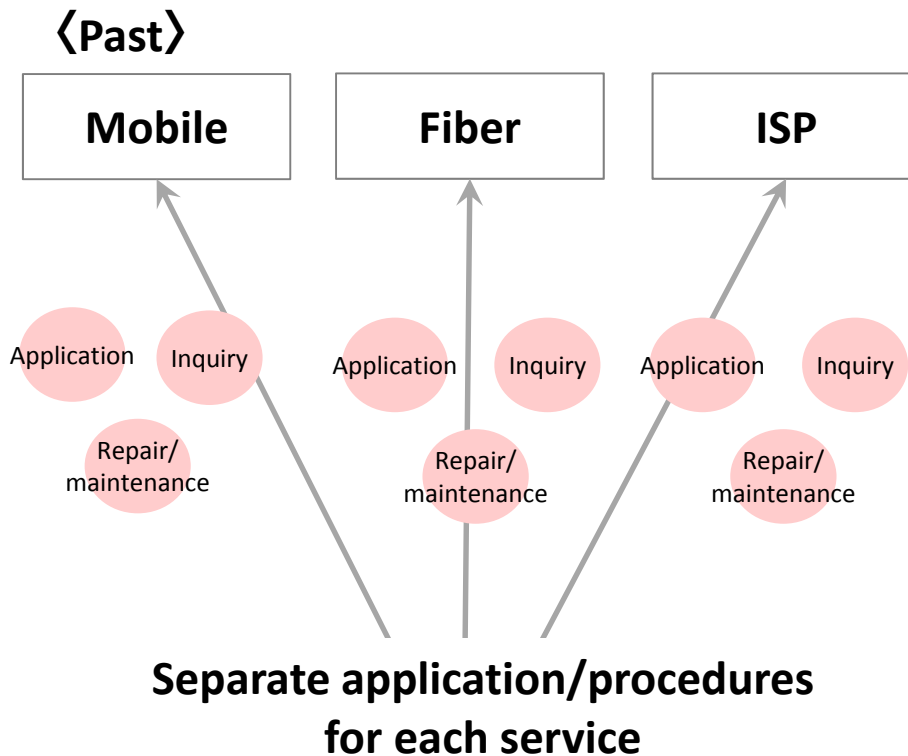 〈Past〉
Mobile
Fiber
ISP
Application
Inquiry
Repair/
maintenance
Application
Inquiry
Repair/
maintenance
Application
Inquiry
Repair/
maintenance
Separate application/procedures
for each service